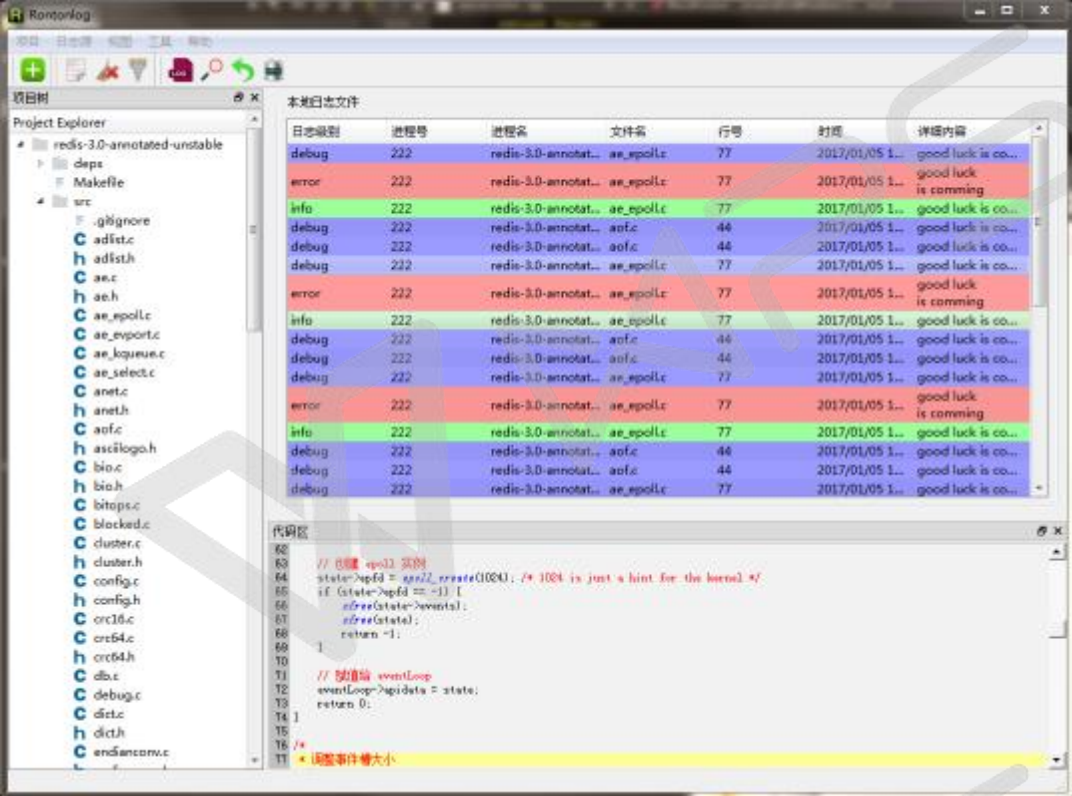 Rontonlog
项目 日志源 视图 工具 帮助
LOG
项目树
Project Explorer
redis-3.0-annotated-unstable
deps
Makefile
src
.gitignore
C adlist.c
h adlist.h
C ae.c
h ae.h
C ae_epoll.c
C ae_evport.c
C ae_kqueue.c
C ae_select.c
C anet.c
h anet.h
C aof.c
h asciilogo.h
C bio.c
h bio.h
C bitops.c
C blocked.c
C cluster.c
h cluster.h
C config.c
h config.h
C crc16.c
C crc64.c
h crc64.h
C db.c
C debug.c
C dict.c
h dict.h
C endianconv.c
本地日志文件
日志级别 进程号 进程名 文件名 行号 时间 详细内容
debug 222 redis-3.0-annotat... ae_epoll.c 77 2017/01/05 1... good luck is co...
error 222 redis-3.0-annotat... ae_epoll.c 77 2017/01/05 1... good luck
is comming
info 222 redis-3.0-annotat... ae_epoll.c 77 2017/01/05 1... good luck is co...
debug 222 redis-3.0-annotat... aof.c 44 2017/01/05 1... good luck is co...
debug 222 redis-3.0-annotat... aof.c 44 2017/01/05 1... good luck is co...
debug 222 redis-3.0-annotat... ae_epoll.c 77 2017/01/05 1... good luck is co...
error 222 redis-3.0-annotat... ae_epoll.c 77 2017/01/05 1... good luck
is comming
info 222 redis-3.0-annotat... ae_epoll.c 77 2017/01/05 1... good luck is co...
debug 222 redis-3.0-annotat... aof.c 44 2017/01/05 1... good luck is co...
debug 222 redis-3.0-annotat... aof.c 44 2017/01/05 1... good luck is co...
debug 222 redis-3.0-annotat... ae_epoll.c 77 2017/01/05 1... good luck is co...
error 222 redis-3.0-annotat... ae_epoll.c 77 2017/01/05 1... good luck
is comming
info 222 redis-3.0-annotat... ae_epoll.c 77 2017/01/05 1... good luck is co...
debug 222 redis-3.0-annotat... aof.c 44 2017/01/05 1... good luck is co...
debug 222 redis-3.0-annotat... aof.c 44 2017/01/05 1... good luck is co...
debug 222 redis-3.0-annotat... ae_epoll.c 77 2017/01/05 1... good luck is co...
代码区
62
63 // 创建 epoll 实例
64 state->epfd = epoll_create(1024); /* 1024 is just a hint for the kernel */
65 if (state->epfd == -1) {
66 zfree(state->events);
67 zfree(state);
68 return -1;
69 }
70
71 // 赋值给 eventLoop
72 eventLoop->apidata = state;
73 return 0;
74 }
75
76 /*
77 * 调整事件槽大小